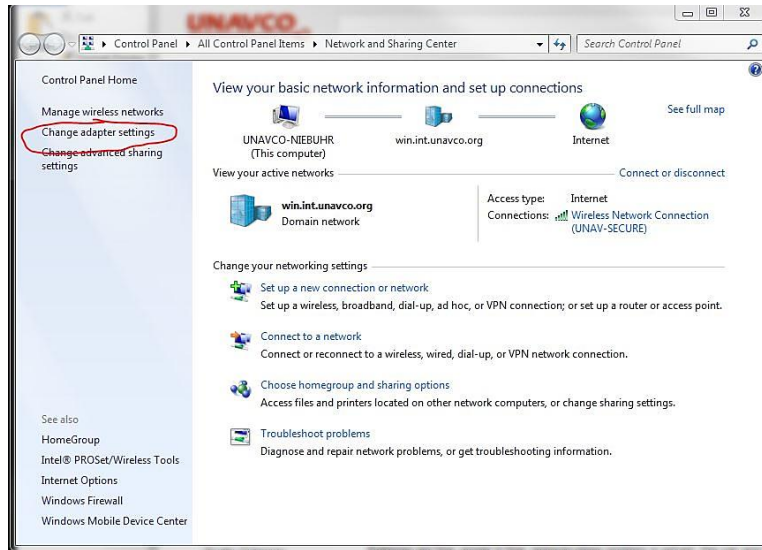 UNAVCO
Control Panel ▸ All Control Panel Items ▸ Network and Sharing Center
Search Control Panel
Control Panel Home
Manage wireless networks
Change adapter settings
Change advanced sharing
settings
See also
HomeGroup
Intel® PROSet/Wireless Tools
Internet Options
Windows Firewall
Windows Mobile Device Center
View your basic network information and set up connections
See full map
UNAVCO-NIEBUHR
(This computer)
win.int.unavco.org
Internet
View your active networks
Connect or disconnect
win.int.unavco.org
Domain network
Access type: Internet
Connections: Wireless Network Connection
(UNAV-SECURE)
Change your networking settings
Set up a new connection or network
Set up a wireless, broadband, dial-up, ad hoc, or VPN connection; or set up a router or access point.
Connect to a network
Connect or reconnect to a wireless, wired, dial-up, or VPN network connection.
Choose homegroup and sharing options
Access files and printers located on other network computers, or change sharing settings.
Troubleshoot problems
Diagnose and repair network problems, or get troubleshooting information.